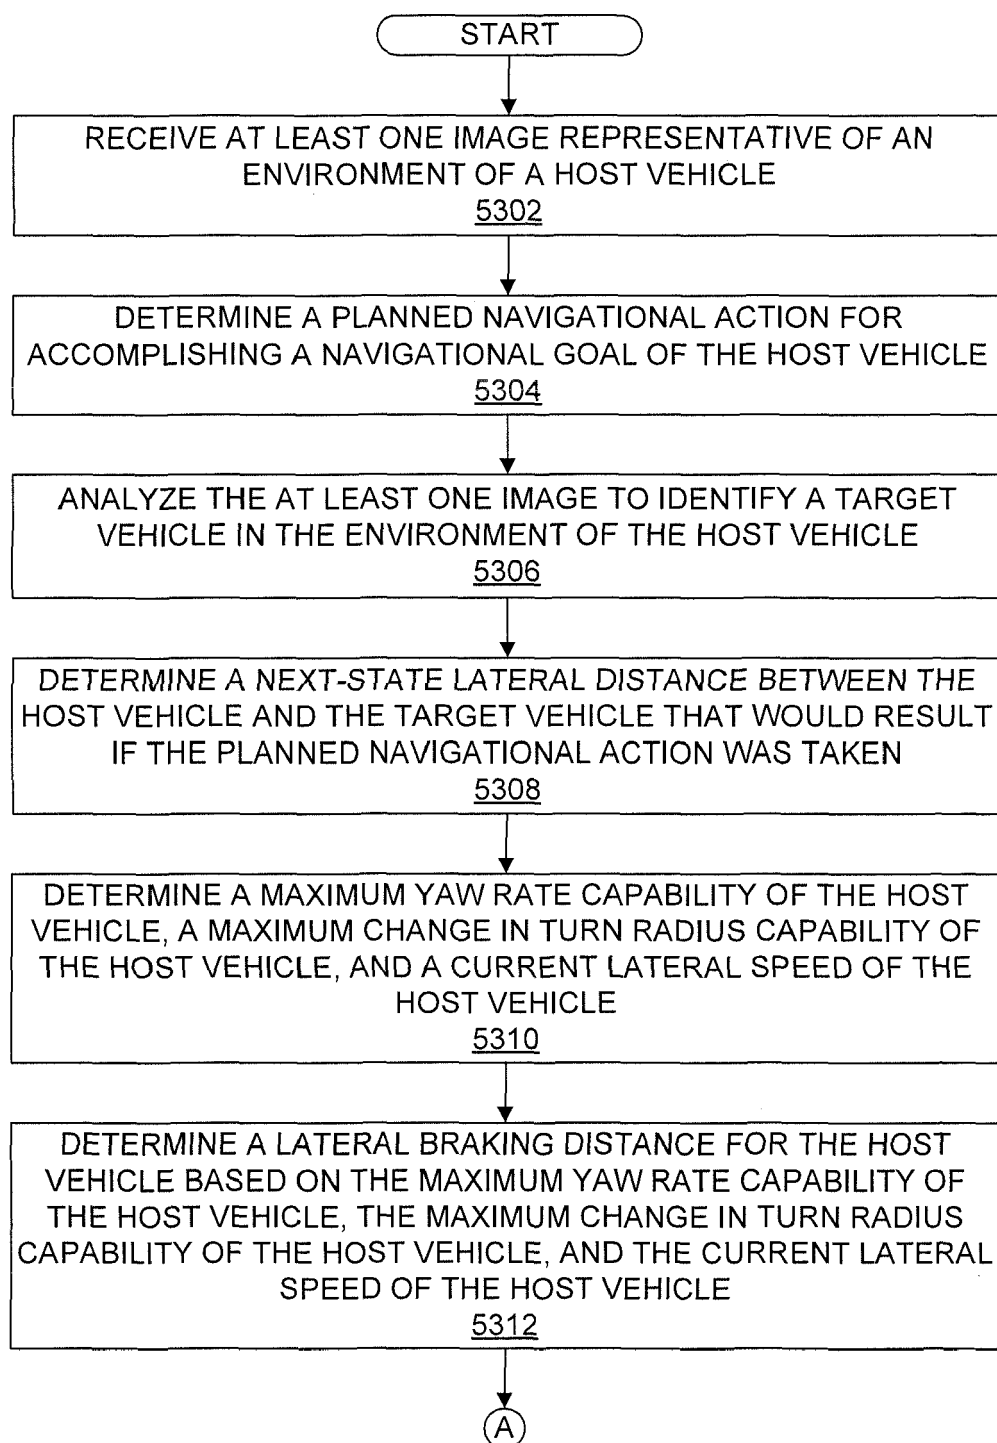 START
RECEIVE AT LEAST ONE IMAGE REPRESENTATIVE OF AN
ENVIRONMENT OF A HOST VEHICLE
5302
DETERMINE A PLANNED NAVIGATIONAL ACTION FOR
ACCOMPLISHING A NAVIGATIONAL GOAL OF THE HOST VEHICLE
5304
ANALYZE THE AT LEAST ONE IMAGE TO IDENTIFY A TARGET
VEHICLE IN THE ENVIRONMENT OF THE HOST VEHICLE
5306
DETERMINE A NEXT-STATE LATERAL DISTANCE BETWEEN THE
HOST VEHICLE AND THE TARGET VEHICLE THAT WOULD RESULT
IF THE PLANNED NAVIGATIONAL ACTION WAS TAKEN
5308
DETERMINE A MAXIMUM YAW RATE CAPABILITY OF THE HOST
VEHICLE, A MAXIMUM CHANGE IN TURN RADIUS CAPABILITY OF
THE HOST VEHICLE, AND A CURRENT LATERAL SPEED OF THE
HOST VEHICLE
5310
DETERMINE A LATERAL BRAKING DISTANCE FOR THE HOST
VEHICLE BASED ON THE MAXIMUM YAW RATE CAPABILITY OF
THE HOST VEHICLE, THE MAXIMUM CHANGE IN TURN RADIUS
CAPABILITY OF THE HOST VEHICLE, AND THE CURRENT LATERAL
SPEED OF THE HOST VEHICLE
5312
A